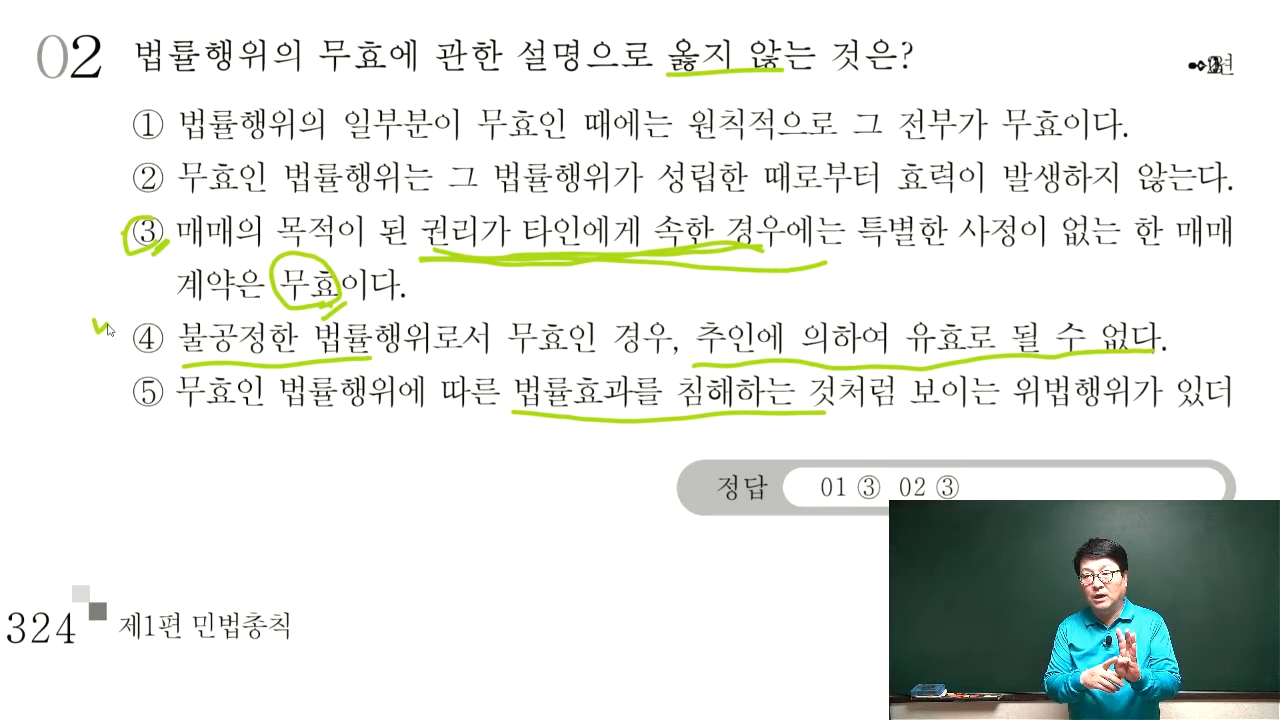 02 법률행위의 무효에 관한 설명으로 옳지 않는 것은?
① 법률행위의 일부분이 무효인 때에는 원칙적으로 그 전부가 무효이다.
② 무효인 법률행위는 그 법률행위가 성립한 때로부터 효력이 발생하지 않는다.
③ 매매의 목적이 된 권리가 타인에게 속한 경우에는 특별한 사정이 없는 한 매매
계약은 무효이다.
④ 불공정한 법률행위로서 무효인 경우, 추인에 의하여 유효로 될 수 없다.
⑤ 무효인 법률행위에 따른 법률효과를 침해하는 것처럼 보이는 위법행위가 있더
정답 01 ③ 02 ③
324 제1편 민법총칙